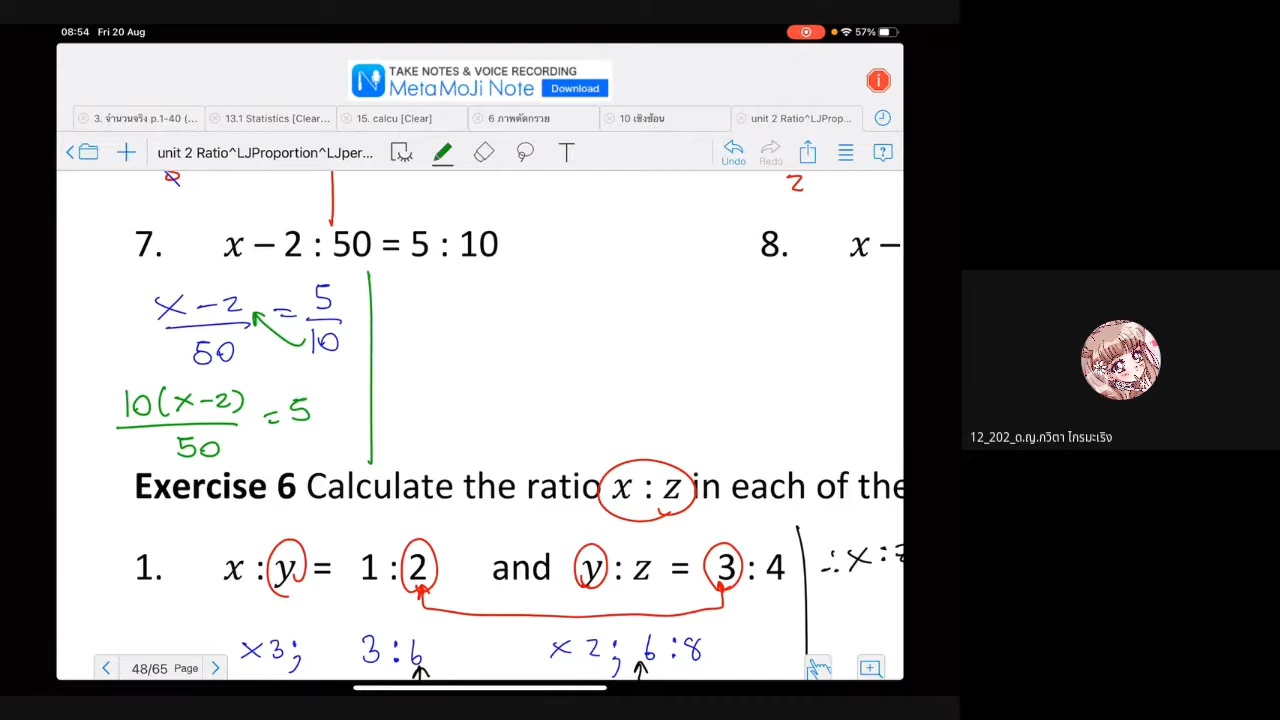 08:54 Fri 20 Aug
57%
TAKE NOTES & VOICE RECORDING
MetaMoJi Note Download
3. จำนวนจริง p.1-40 (...
13.1 Statistics [Clear...
15. calcu [Clear]
6 ภาพตัดกรวย
10 เชิงซ้อน
unit 2 Ratio^LJProp...
unit 2 Ratio^LJProportion^LJper...
T
Undo
Redo
2
7. x – 2 : 50 = 5 : 10
8. x –
x-2/50 = 5/10
10(x-2)/50 = 5
Exercise 6 Calculate the ratio x : z in each of the
1. x : y = 1 : 2 and y : z = 3 : 4
∴ x :
x3; 3 : 6
x 2; 6 : 8
48/65 Page
12_202_ด.ญ.กวิตา ไกรมะเริง